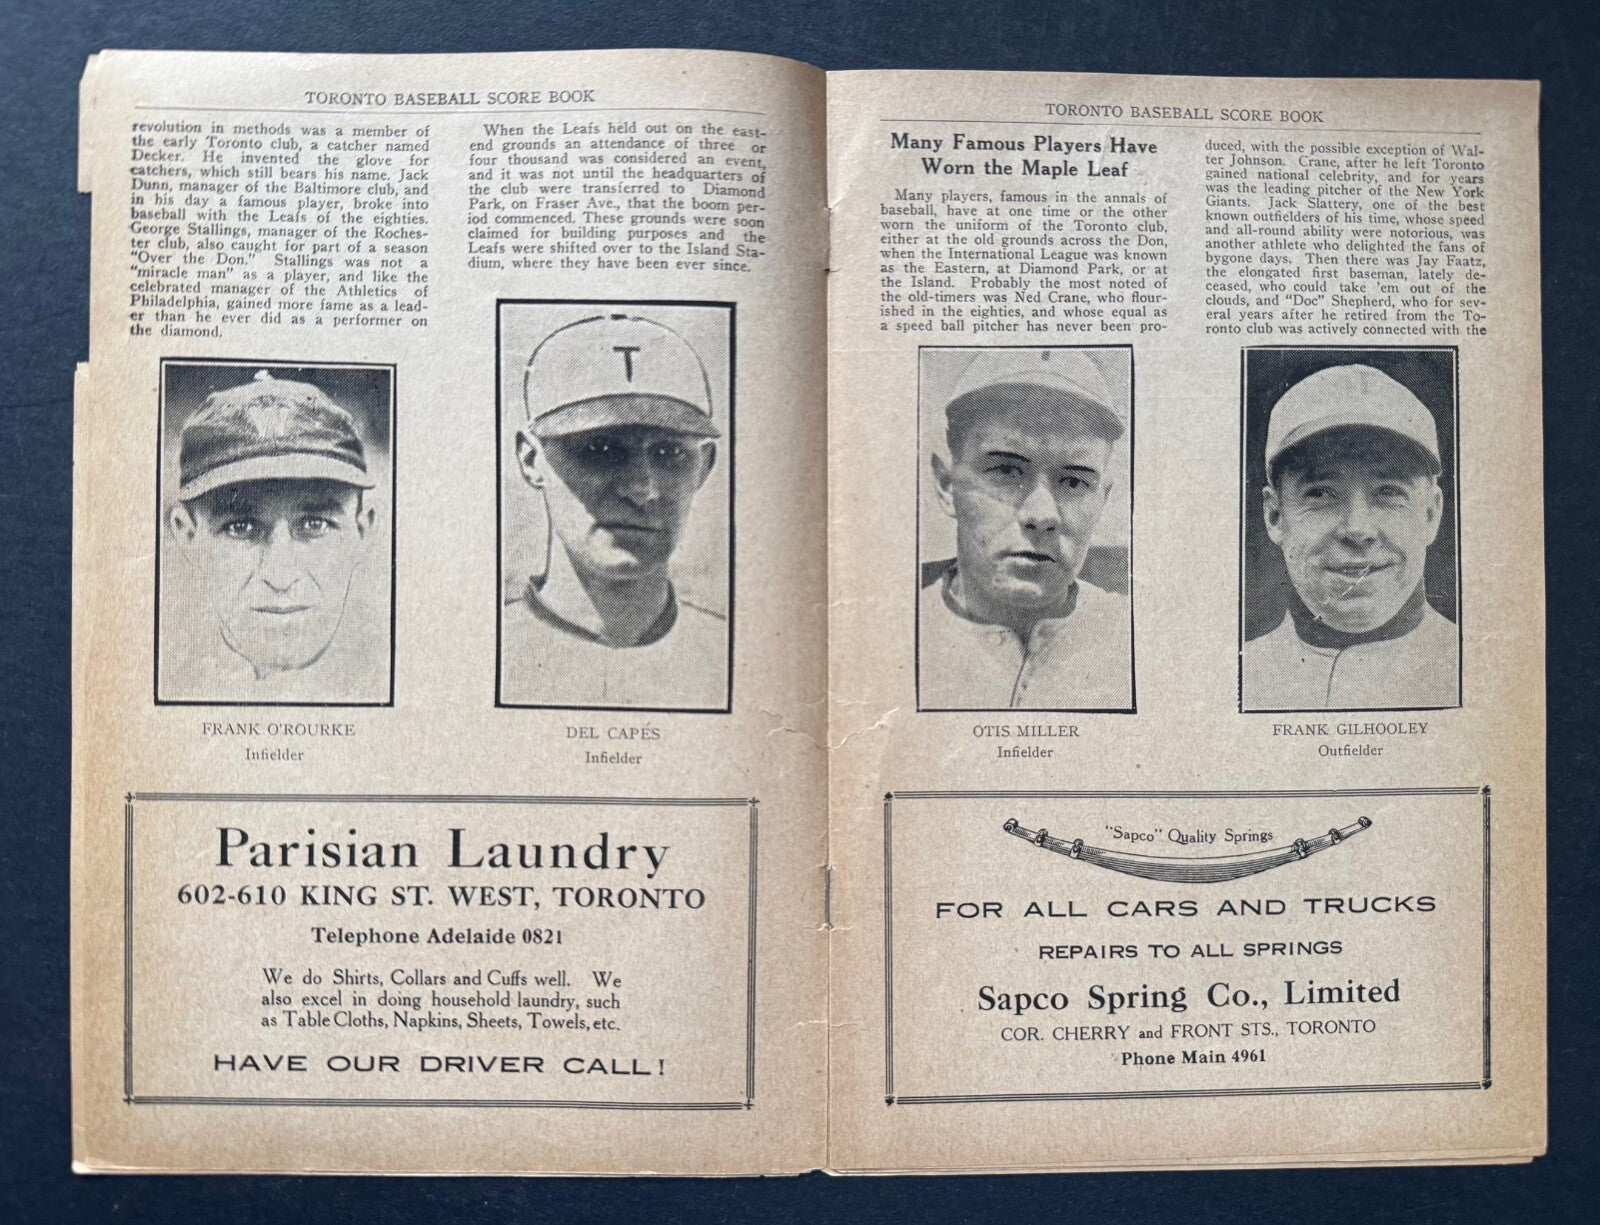 TORONTO BASEBALL SCORE BOOK
revolution in methods was a member of
the early Toronto club, a catcher named
Decker. He invented the glove for
catchers, which still bears his name. Jack
Dunn, manager of the Baltimore club, and
in his day a famous player, broke into
baseball with the Leafs of the eighties.
George Stallings, manager of the Roches-
ter club, also caught for part of a season
"Over the Don." Stallings was not a
"miracle man" as a player, and like the
celebrated manager of the Athletics of
Philadelphia, gained more fame as a lead-
er than he ever did as a performer on
the diamond.
When the Leafs held out on the east-
end grounds an attendance of three or
four thousand was considered an event,
and it was not until the headquarters of
the club were transferred to Diamond
Park, on Fraser Ave., that the boom per-
iod commenced. These grounds were soon
claimed for building purposes and the
Leafs were shifted over to the Island Sta-
dium, where they have been ever since.
T
FRANK O'ROURKE
Infielder
DEL CAPES
Infielder
Parisian Laundry
602-610 KING ST. WEST, TORONTO
Telephone Adelaide 0821
We do Shirts, Collars and Cuffs well. We
also excel in doing household laundry, such
as Table Cloths, Napkins, Sheets, Towels, etc.
HAVE OUR DRIVER CALL!
TORONTO BASEBALL SCORE BOOK
Many Famous Players Have
Worn the Maple Leaf
Many players, famous in the annals of
baseball, have at one time or the other
worn the uniform of the Toronto club,
either at the old grounds across the Don,
when the International League was known
as the Eastern, at Diamond Park, or at
the Island. Probably the most noted of
the old-timers was Ned Crane, who flour-
ished in the eighties, and whose equal as
a speed ball pitcher has never been pro-
duced, with the possible exception of Wal-
ter Johnson. Crane, after he left Toronto
gained national celebrity, and for years
was the leading pitcher of the New York
Giants. Jack Slattery, one of the best
known outfielders of his time, whose speed
and all-round ability were notorious, was
another athlete who delighted the fans of
bygone days. Then there was Jay Faatz,
the elongated first baseman, lately de-
ceased, who could take 'em out of the
clouds, and "Doc" Shepherd, who for sev-
eral years after he retired from the To-
ronto club was actively connected with the
OTIS MILLER
Infielder
FRANK GILHOOLEY
Outfielder
"Sapco" Quality Springs
FOR ALL CARS AND TRUCKS
REPAIRS TO ALL SPRINGS
Sapco Spring Co., Limited
COR. CHERRY and FRONT STS., TORONTO
Phone Main 4961